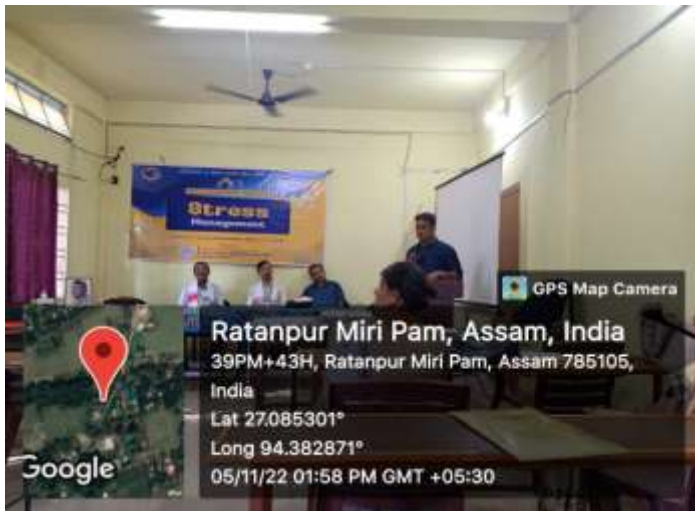 Stress
Management
GPS Map Camera
Ratanpur Miri Pam, Assam, India
39PM+43H, Ratanpur Miri Pam, Assam 785105,
India
Lat 27.085301°
Long 94.382871°
05/11/22 01:58 PM GMT +05:30
Google